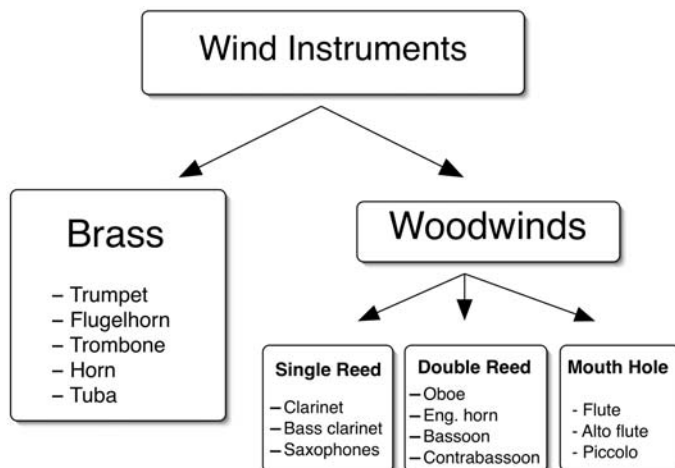 Wind Instruments
Brass
– Trumpet
– Flugelhorn
– Trombone
– Horn
– Tuba
Woodwinds
Single Reed
– Clarinet
– Bass clarinet
– Saxophones
Double Reed
– Oboe
– Eng. horn
– Bassoon
– Contrabassoon
Mouth Hole
- Flute
- Alto flute
- Piccolo